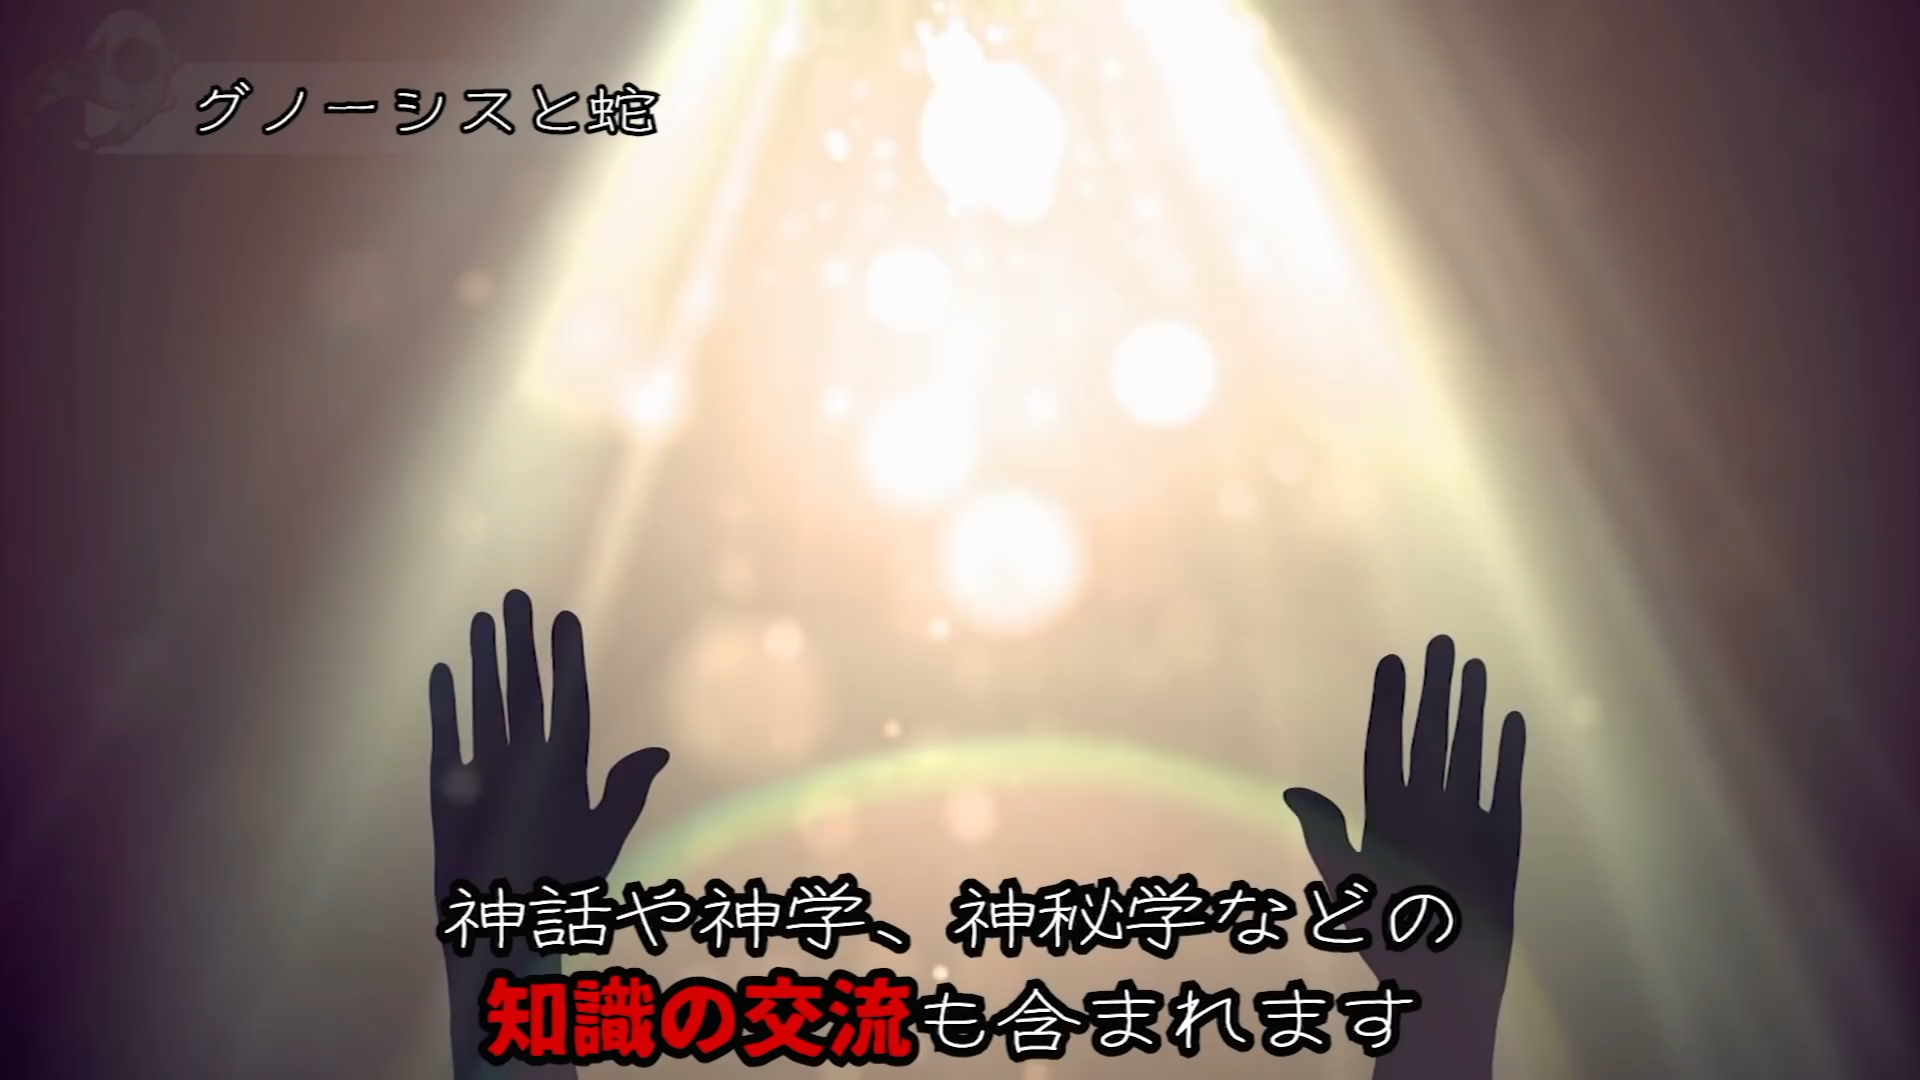 グノーシスと蛇
神話や神学、神秘学などの
知識の交流も含まれます